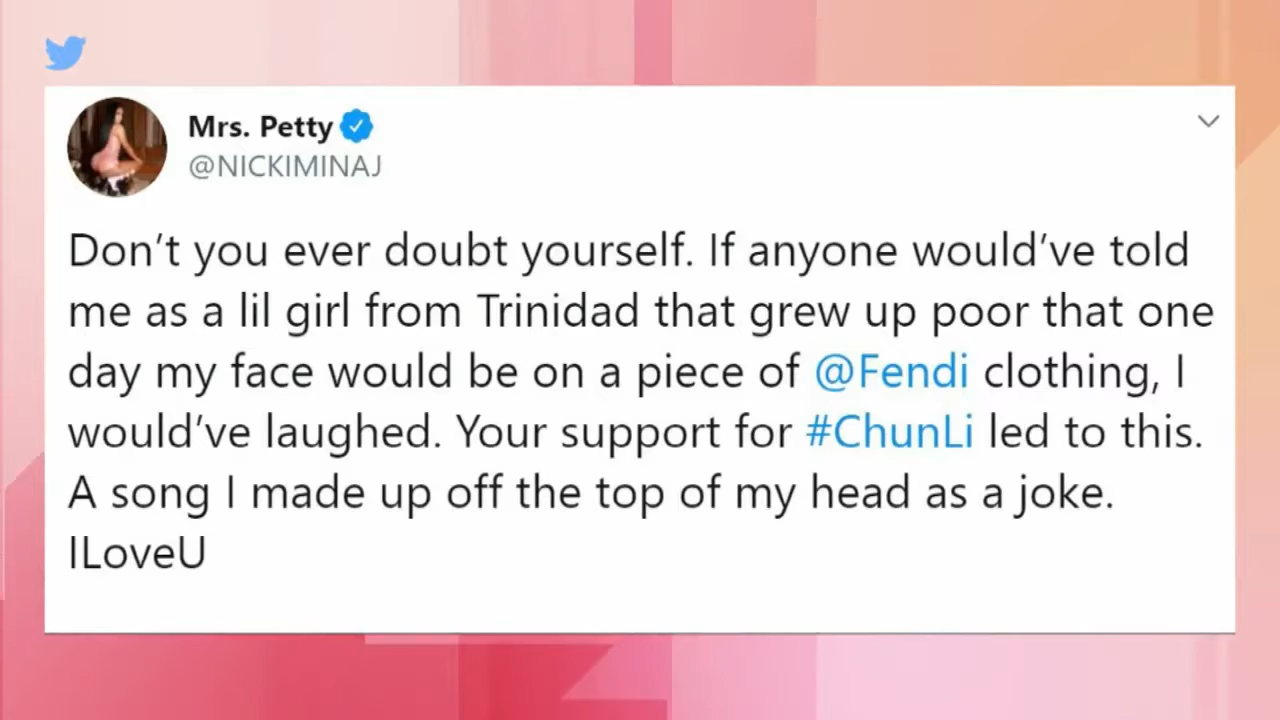 Mrs. Petty
@NICKIMINAJ
Don’t you ever doubt yourself. If anyone would’ve told
me as a lil girl from Trinidad that grew up poor that one
day my face would be on a piece of @Fendi clothing, I
would’ve laughed. Your support for #ChunLi led to this.
A song I made up off the top of my head as a joke.
ILoveU